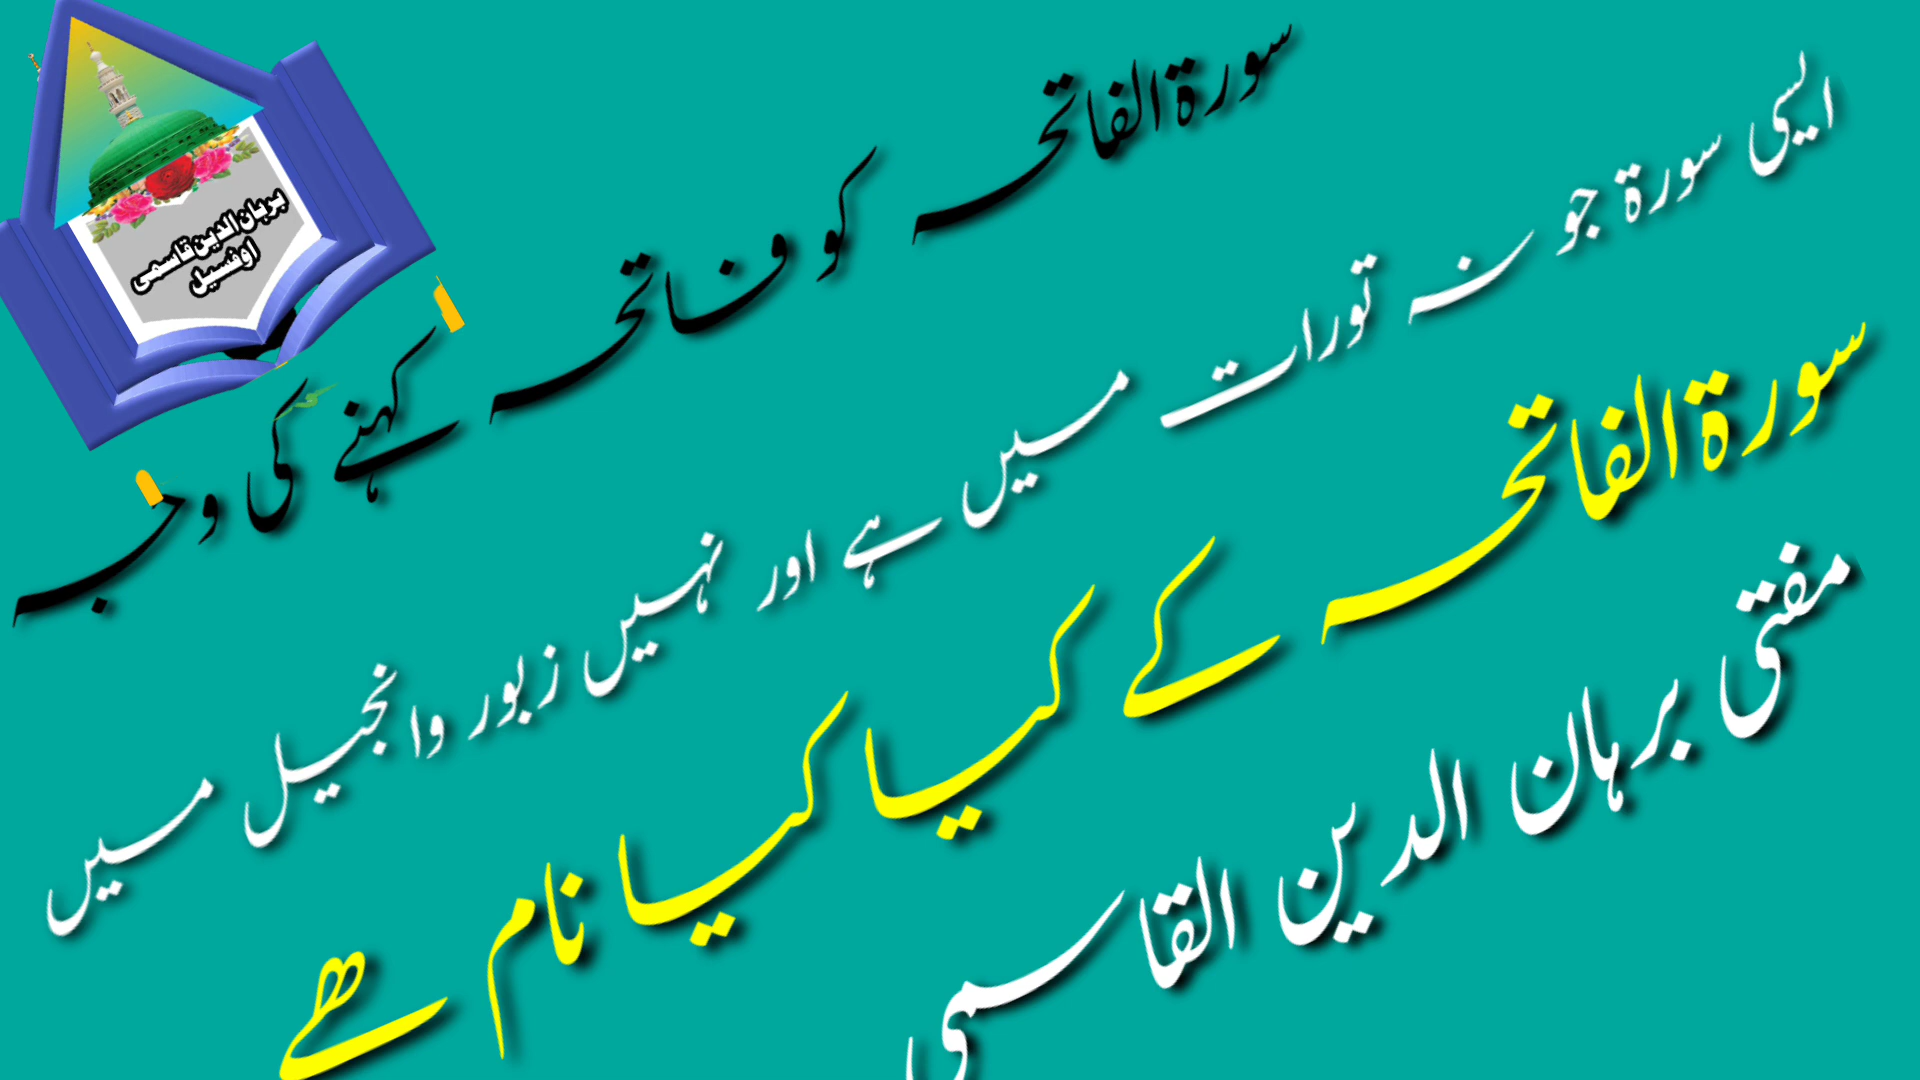 سورۃ الفاتحہ کو فاتحہ کہنے کی وجہ
ایسی سورۃ جو نہ تورات میں ہے اور نہیں زبور وانجیل میں
سورۃ الفاتحہ کے کیا کیا نام ھے
مفتی برہان الدین القاسمی
برہان الدین قاسمی
اوفسیل